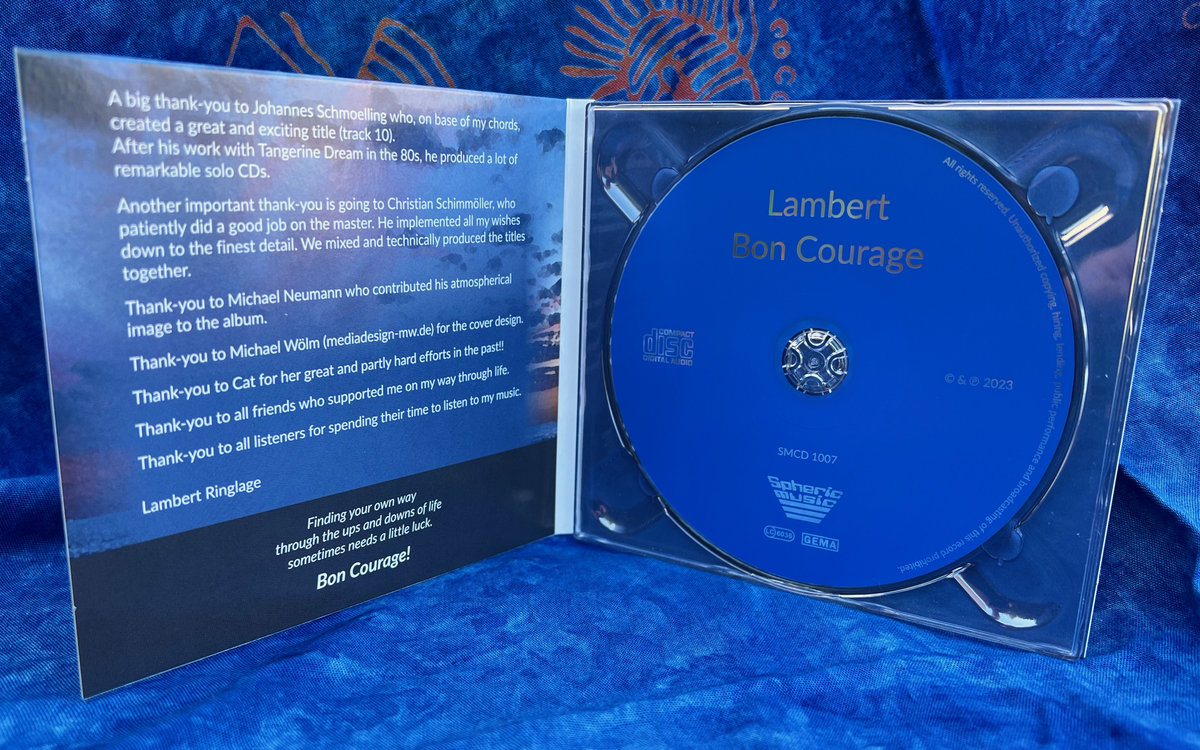 A big thank-you to Johannes Schmoelling who, on base of my chords,
created a great and exciting title (track 10).
After his work with Tangerine Dream in the 80s, he produced a lot of
remarkable solo CDs.
Another important thank-you is going to Christian Schimmöller, who
patiently did a good job on the master. He implemented all my wishes
down to the finest detail. We mixed and technically produced the titles
together.
Thank-you to Michael Neumann who contributed his atmospherical
image to the album.
Thank-you to Michael Wölm (mediadesign-mw.de) for the cover design.
Thank-you to Cat for her great and partly hard efforts in the past!!
Thank-you to all friends who supported me on my way through life.
Thank-you to all listeners for spending their time to listen to my music.
Lambert Ringlage
Finding your own way
through the ups and downs of life
sometimes needs a little luck.
Bon Courage!
Lambert
Bon Courage
COMPACT
disc
DIGITAL AUDIO
© & ℗ 2023
SMCD 1007
Spheric
music
LC 6036
GEMA
All rights reserved. Unauthorized copying, hiring, lending, public performance and broadcasting of this record prohibited.